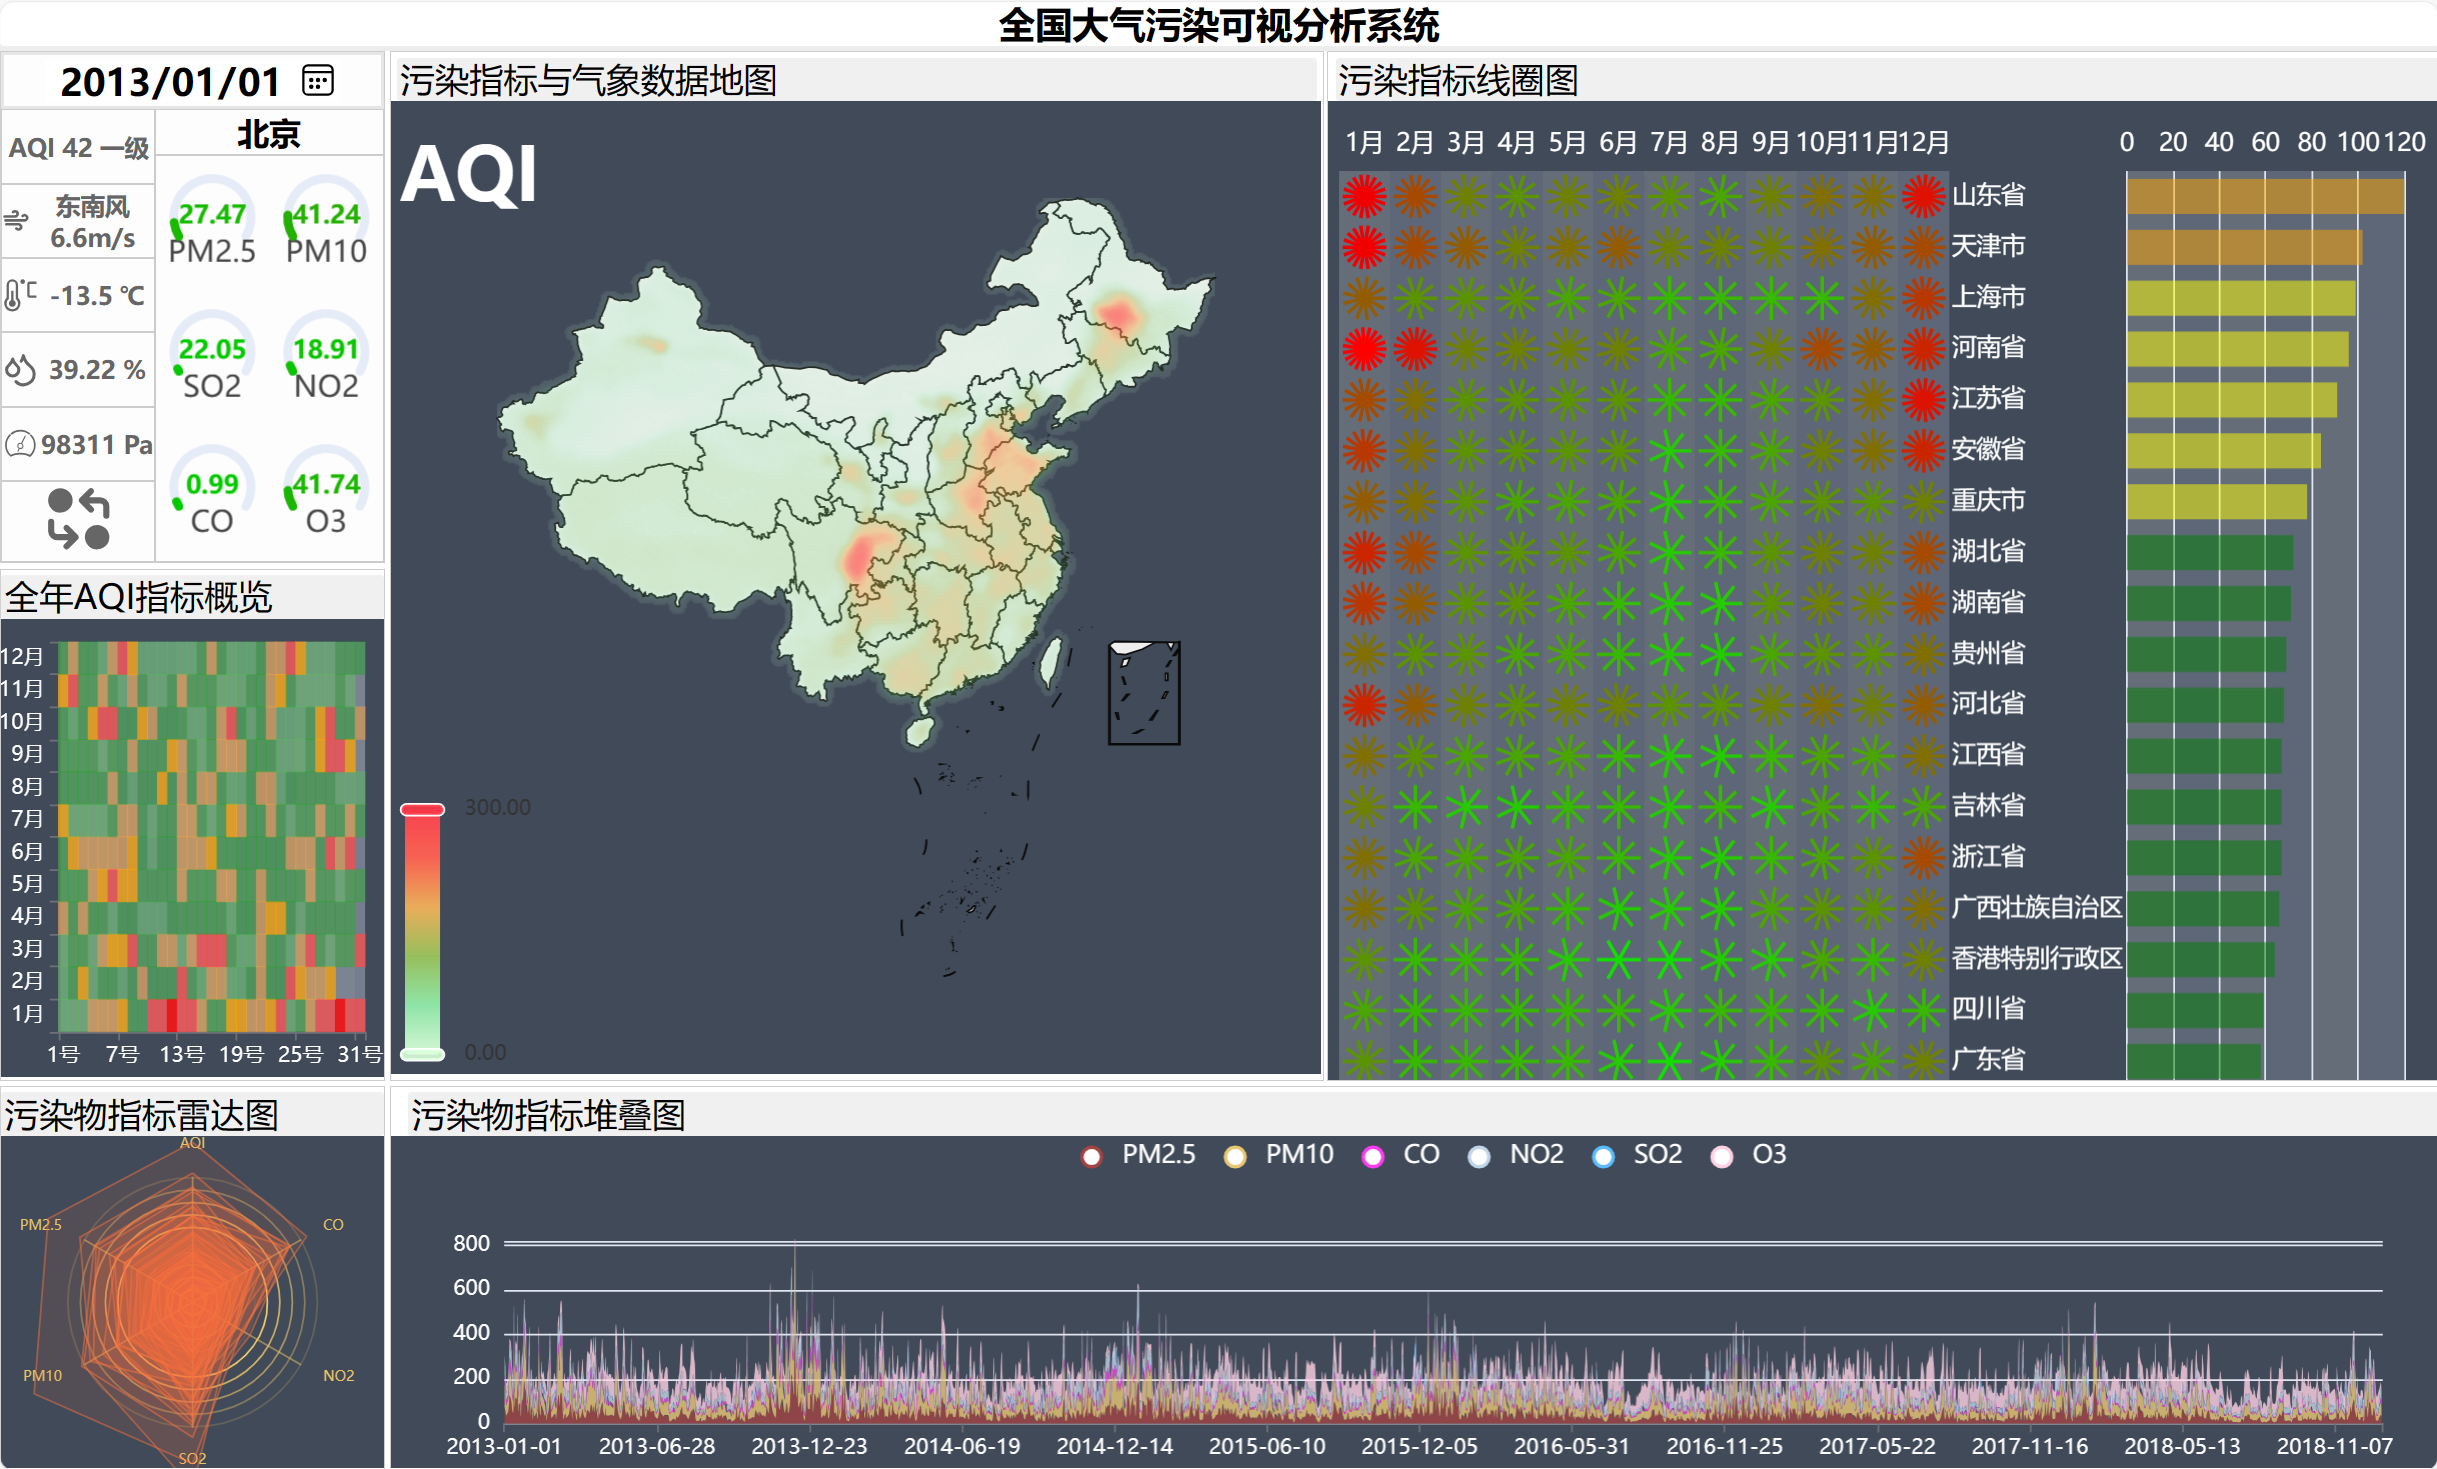 全国大气污染可视分析系统
2013/01/01
AQI 42 一级
东南风
6.6m/s
-13.5 ℃
39.22 %
98311 Pa
北京
27.47
PM2.5
41.24
PM10
22.05
SO2
18.91
NO2
0.99
CO
41.74
O3
全年AQI指标概览
12月
11月
10月
9月
8月
7月
6月
5月
4月
3月
2月
1月
1号 7号 13号 19号 25号 31号
污染指标与气象数据地图
AQI
300.00
0.00
污染指标线圈图
1月 2月 3月 4月 5月 6月 7月 8月 9月 10月 11月 12月
0 20 40 60 80 100 120
山东省
天津市
上海市
河南省
江苏省
安徽省
重庆市
湖北省
湖南省
贵州省
河北省
江西省
吉林省
浙江省
广西壮族自治区
香港特别行政区
四川省
广东省
污染物指标雷达图
AQI
PM2.5
CO
PM10
NO2
SO2
污染物指标堆叠图
PM2.5 PM10 CO NO2 SO2 O3
800
600
400
200
0
2013-01-01 2013-06-28 2013-12-23 2014-06-19 2014-12-14 2015-06-10 2015-12-05 2016-05-31 2016-11-25 2017-05-22 2017-11-16 2018-05-13 2018-11-07